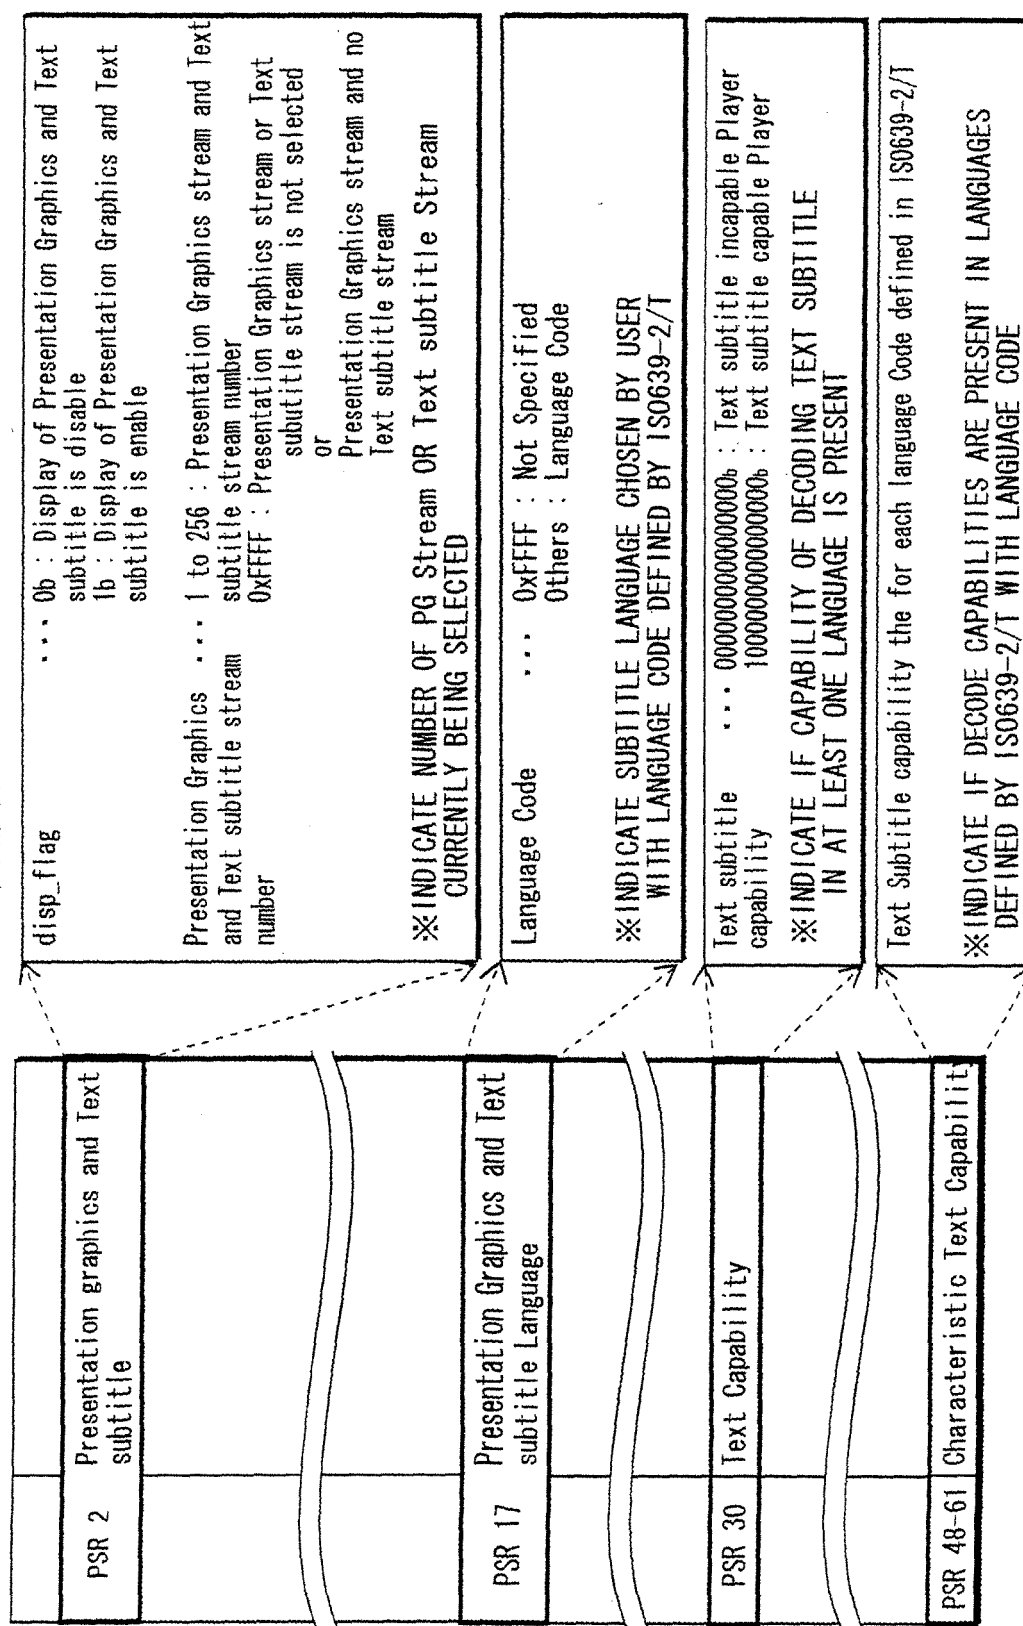 PSR 2
Presentation graphics and Text
subtitle
PSR 17
Presentation Graphics and Text
subtitle Language
PSR 30
Text Capability
PSR 48-61
Characteristic Text Capability
disp_flag ... 0b : Display of Presentation Graphics and Text
subtitle is disable
1b : Display of Presentation Graphics and Text
subtitle is enable
Presentation Graphics ... 1 to 256 : Presentation Graphics stream and Text
and Text subtitle stream subtitle stream number
number 0xFFFF : Presentation Graphics stream or Text
subutitle stream is not selected
or
Presentation Graphics stream and no
Text subtitle stream
※INDICATE NUMBER OF PG Stream OR Text subtitle Stream
CURRENTLY BEING SELECTED
Language Code ... 0xFFFF : Not Specified
Others : Language Code
※INDICATE SUBTITLE LANGUAGE CHOSEN BY USER
WITH LANGUAGE CODE DEFINED BY ISO639-2/T
Text subtitle ... 000000000000000b : Text subtitle incapable Player
capability 100000000000000b : Text subtitle capable Player
※INDICATE IF CAPABILITY OF DECODING TEXT SUBTITLE
IN AT LEAST ONE LANGUAGE IS PRESENT
Text Subtitle capability the for each language Code defined in ISO639-2/T
※INDICATE IF DECODE CAPABILITIES ARE PRESENT IN LANGUAGES
DEFINED BY ISO639-2/T WITH LANGUAGE CODE